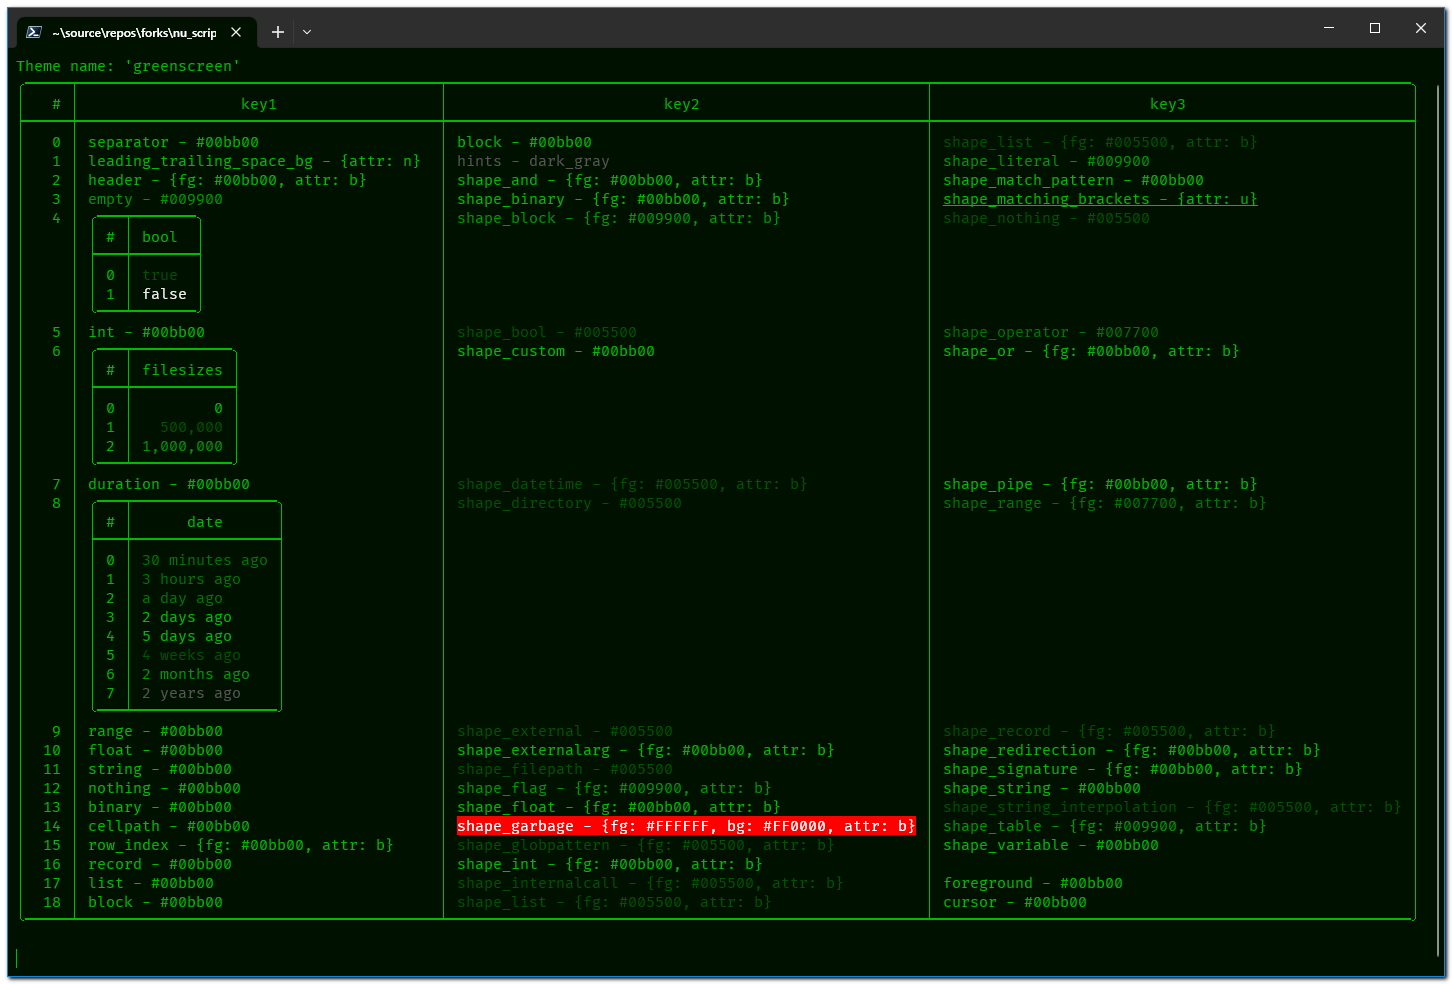 ~\source\repos\forks\nu_scrip
Theme name: 'greenscreen'
# key1 key2 key3
0 separator - #00bb00 block - #00bb00 shape_list - {fg: #005500, attr: b}
1 leading_trailing_space_bg - {attr: n} hints - dark_gray shape_literal - #009900
2 header - {fg: #00bb00, attr: b} shape_and - {fg: #00bb00, attr: b} shape_match_pattern - #00bb00
3 empty - #009900 shape_binary - {fg: #00bb00, attr: b} shape_matching_brackets - {attr: u}
4 shape_block - {fg: #009900, attr: b} shape_nothing - #005500
# bool
0 true
1 false
5 int - #00bb00 shape_bool - #005500 shape_operator - #007700
6 shape_custom - #00bb00 shape_or - {fg: #00bb00, attr: b}
# filesizes
0 0
1 500,000
2 1,000,000
7 duration - #00bb00 shape_datetime - {fg: #005500, attr: b} shape_pipe - {fg: #00bb00, attr: b}
8 shape_directory - #005500 shape_range - {fg: #007700, attr: b}
# date
0 30 minutes ago
1 3 hours ago
2 a day ago
3 2 days ago
4 5 days ago
5 4 weeks ago
6 2 months ago
7 2 years ago
9 range - #00bb00 shape_external - #005500 shape_record - {fg: #005500, attr: b}
10 float - #00bb00 shape_externalarg - {fg: #00bb00, attr: b} shape_redirection - {fg: #00bb00, attr: b}
11 string - #00bb00 shape_filepath - #005500 shape_signature - {fg: #00bb00, attr: b}
12 nothing - #00bb00 shape_flag - {fg: #009900, attr: b} shape_string - #00bb00
13 binary - #00bb00 shape_float - {fg: #00bb00, attr: b} shape_string_interpolation - {fg: #005500, attr: b}
14 cellpath - #00bb00 shape_garbage - {fg: #FFFFFF, bg: #FF0000, attr: b} shape_table - {fg: #009900, attr: b}
15 row_index - {fg: #00bb00, attr: b} shape_globpattern - {fg: #005500, attr: b} shape_variable - #00bb00
16 record - #00bb00 shape_int - {fg: #00bb00, attr: b}
17 list - #00bb00 shape_internalcall - {fg: #005500, attr: b} foreground - #00bb00
18 block - #00bb00 shape_list - {fg: #005500, attr: b} cursor - #00bb00